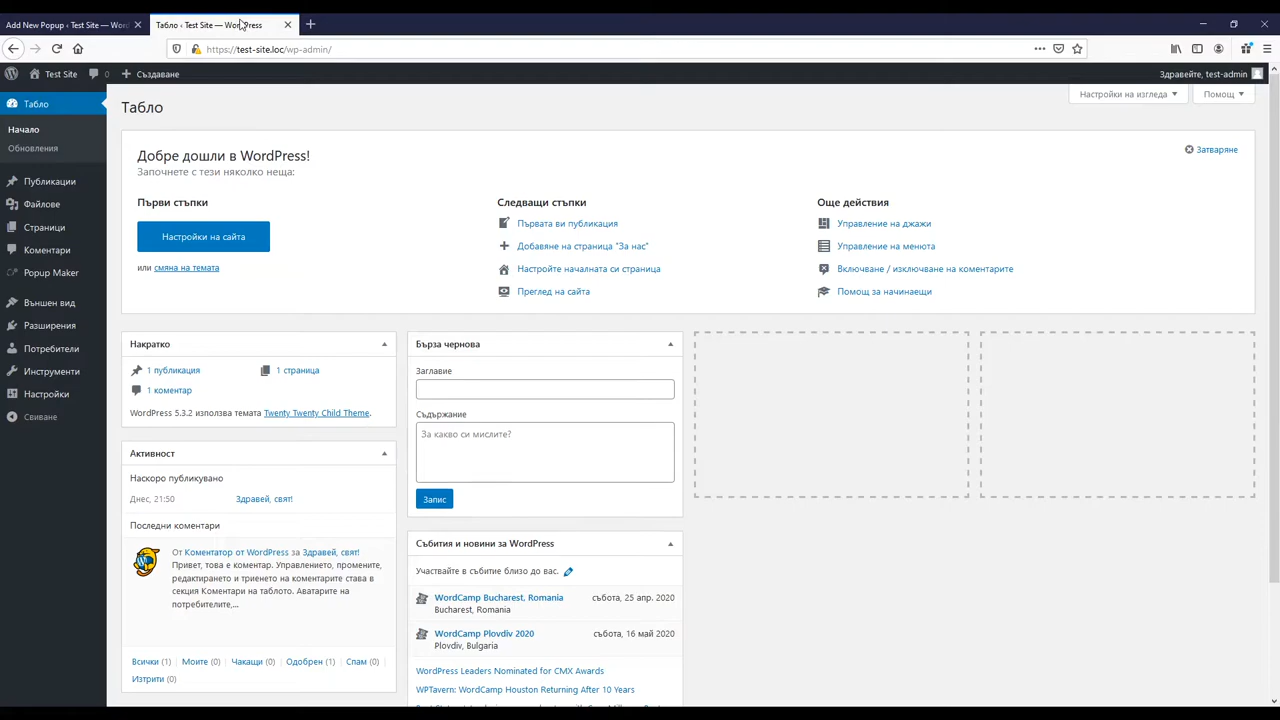 Add New Popup ‹ Test Site — Word
Табло ‹ Test Site — WordPress
https://test-site.loc/wp-admin/
Test Site
0
Създаване
Здравейте, test-admin
Табло
Начало
Обновления
Публикации
Файлове
Страници
Коментари
Popup Maker
Външен вид
Разширения
Потребители
Инструменти
Настройки
Свиване
Табло
Настройки на изгледа
Помощ
Добре дошли в WordPress!
Започнете с тези няколко неща:
Затваряне
Първи стъпки
Настройки на сайта
или смяна на темата
Следващи стъпки
Първата ви публикация
Добавяне на страница "За нас"
Настройте началната си страница
Преглед на сайта
Още действия
Управление на джажи
Управление на менюта
Включване / изключване на коментарите
Помощ за начинаещи
Накратко
1 публикация
1 страница
1 коментар
WordPress 5.3.2 използва темата Twenty Twenty Child Theme.
Активност
Наскоро публикувано
Днес, 21:50
Здравей, свят!
Последни коментари
От Коментатор от WordPress за Здравей, свят!
Привет, това е коментар. Управлението, промените,
редактирането и триенето на коментарите става в
секция Коментари на таблото. Аватарите на
потребителите,...
Всички (1) | Моите (0) | Чакащи (0) | Одобрен (1) | Спам (0) |
Изтрити (0)
Бърза чернова
Заглавие
Съдържание
За какво си мислите?
Запис
Събития и новини за WordPress
Участвайте в събитие близо до вас.
WordCamp Bucharest, Romania
събота, 25 апр. 2020
Bucharest, Romania
WordCamp Plovdiv 2020
събота, 16 май 2020
Plovdiv, Bulgaria
WordPress Leaders Nominated for CMX Awards
WPTavern: WordCamp Houston Returning After 10 Years